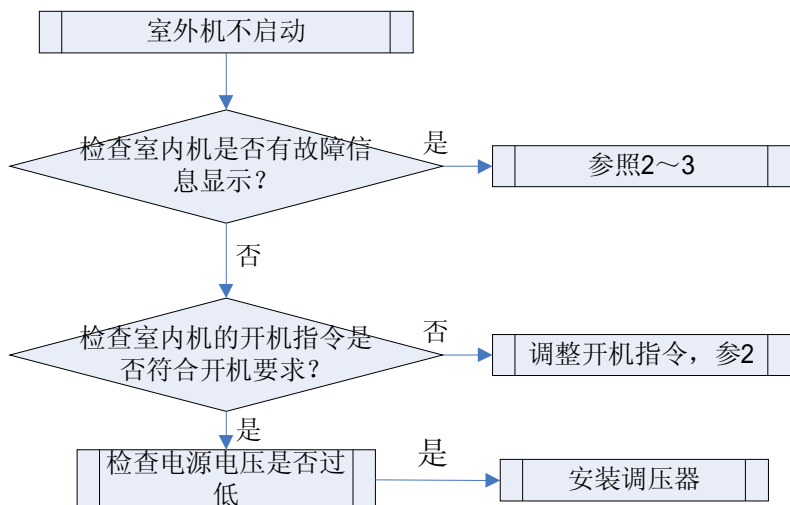 室外机不启动
检查室内机是否有故障信
息显示？
是
参照2～3
否
检查室内机的开机指令是
否符合开机要求？
否
调整开机指令，参2
是
检查电源电压是否过
低
是
安装调压器